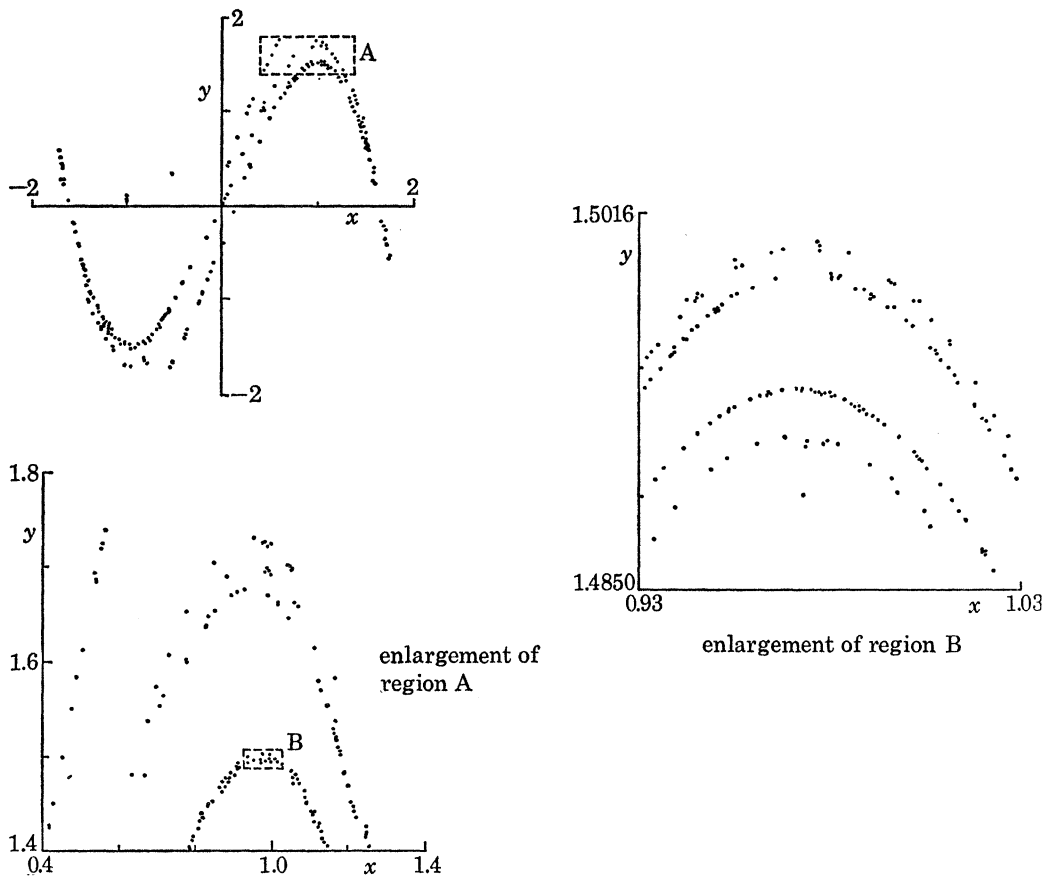 2
A
y
−2
2
x
−2
1.8
y
1.6
enlargement of
region A
B
1.4
0.4
1.0
x
1.4
1.5016
y
1.4850
0.93
x
1.03
enlargement of region B